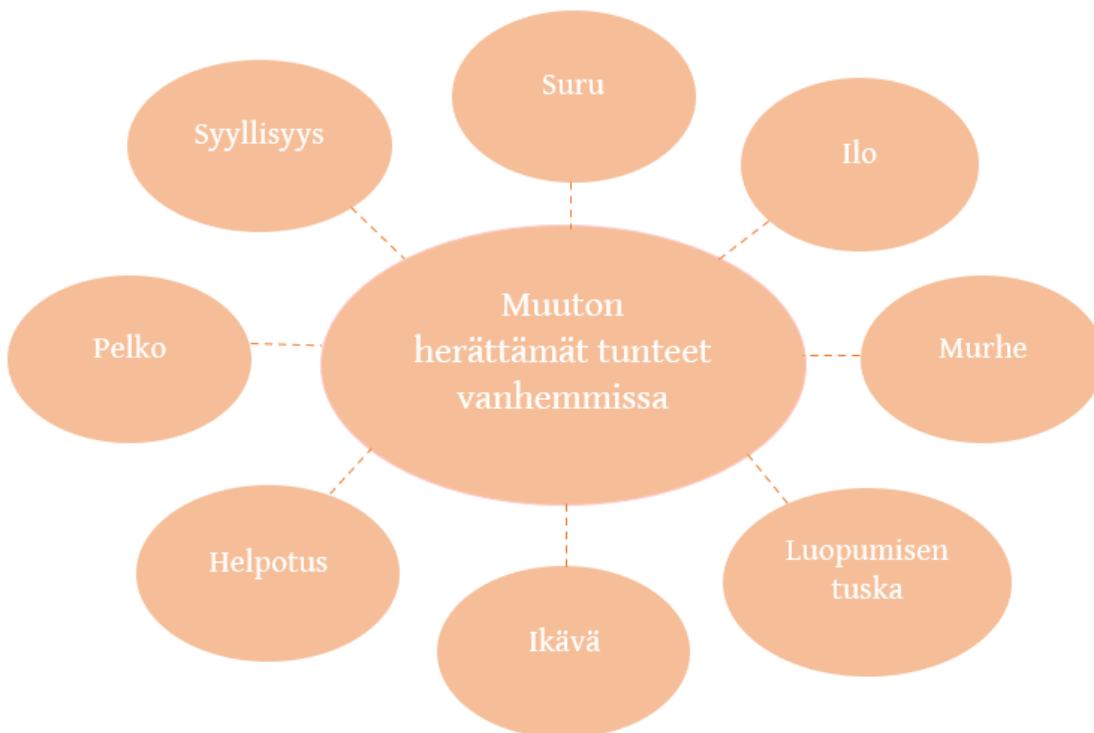 Suru
Syyllisyys
Ilo
Muuton
herättämät tunteet
vanhemmissa
Pelko
Murhe
Helpotus
Luopumisen
tuska
Ikävä